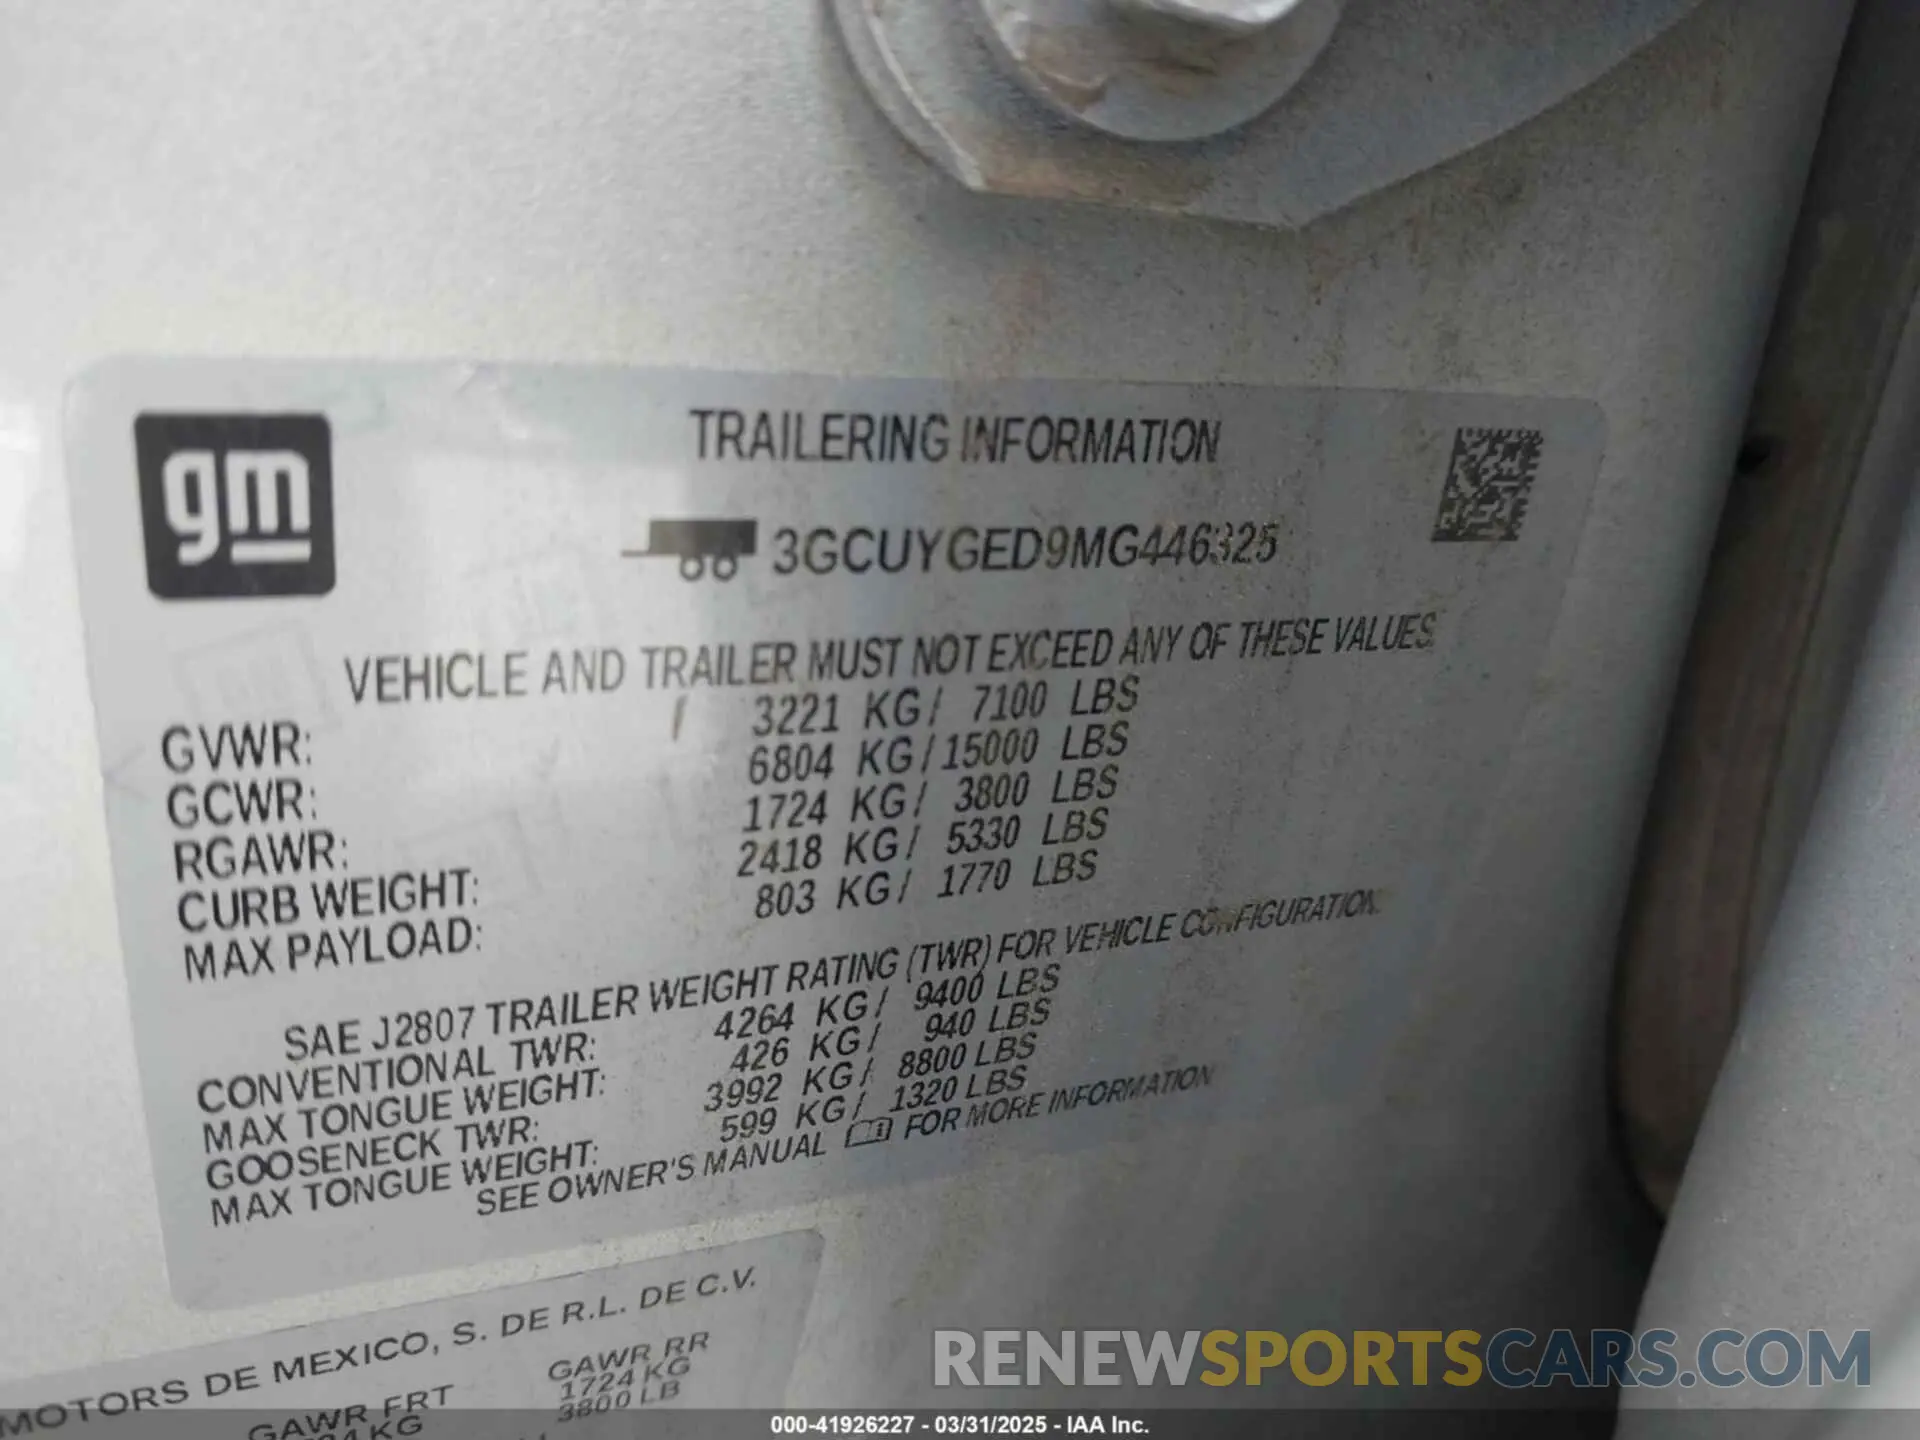 gm
TRAILERING INFORMATION
3GCUYGED9MG446325
VEHICLE AND TRAILER MUST NOT EXCEED ANY OF THESE VALUES
GVWR: 3221 KG/ 7100 LBS
GCWR: 6804 KG/15000 LBS
RGAWR: 1724 KG/ 3800 LBS
CURB WEIGHT: 2418 KG/ 5330 LBS
MAX PAYLOAD: 803 KG/ 1770 LBS
SAE J2807 TRAILER WEIGHT RATING (TWR) FOR VEHICLE CONFIGURATION:
CONVENTIONAL TWR: 4264 KG/ 9400 LBS
MAX TONGUE WEIGHT: 426 KG/ 940 LBS
GOOSENECK TWR: 3992 KG/ 8800 LBS
MAX TONGUE WEIGHT: 599 KG/ 1320 LBS
SEE OWNER'S MANUAL FOR MORE INFORMATION
MOTORS DE MEXICO, S. DE R.L. DE C.V.
GAWR FRT GAWR RR
KG 1724 KG
3800 LB
RENEWSPORTSCARS.COM
000-41926227 - 03/31/2025 - IAA Inc.